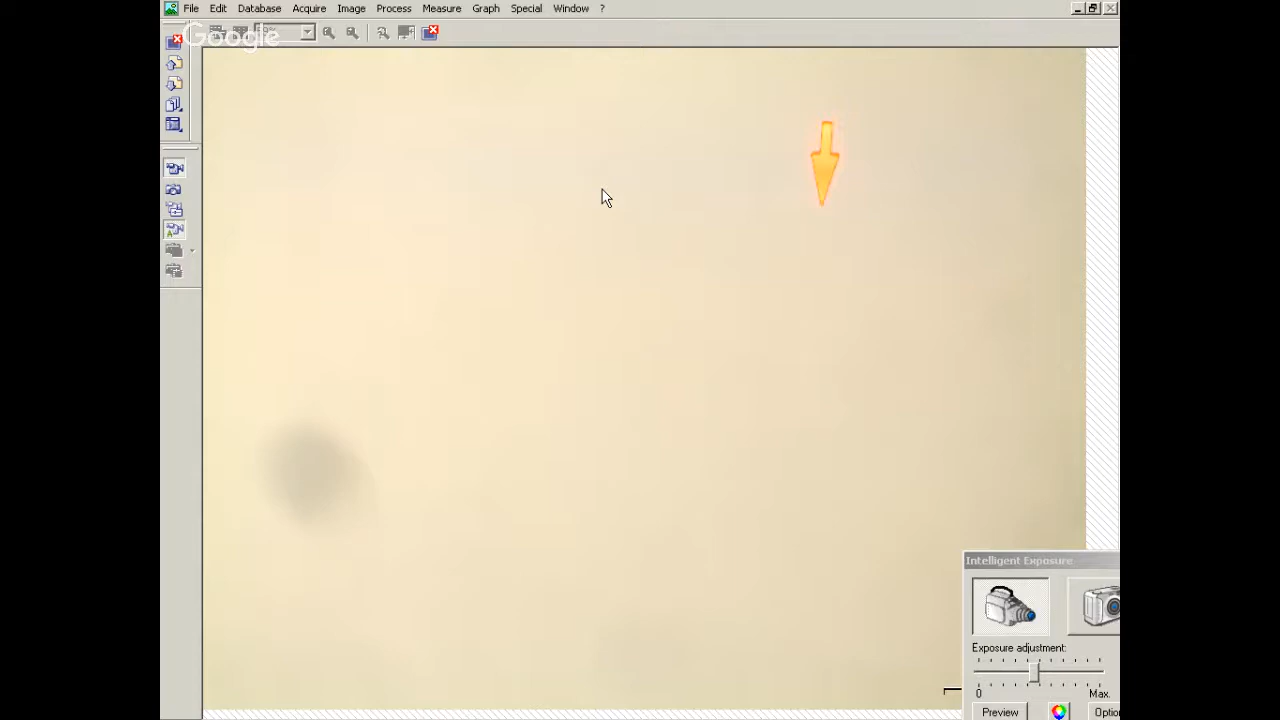 File Edit Database Acquire Image Process Measure Graph Special Window ?
Google
Intelligent Exposure
Exposure adjustment:
0 Max.
Preview Optio